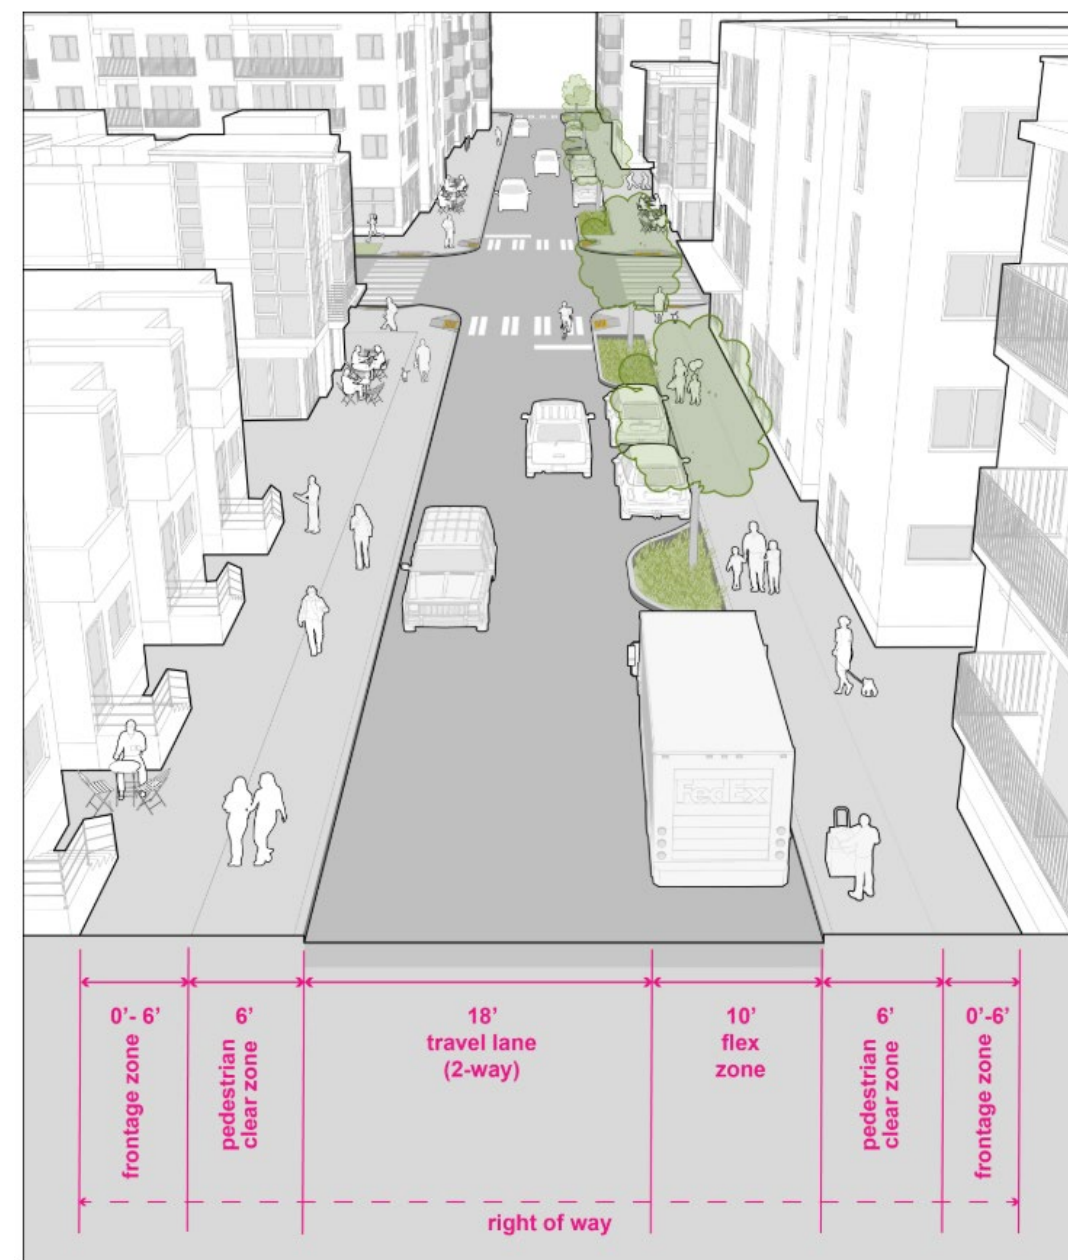 FedEx
0’- 6’
frontage zone
6’
pedestrian
clear zone
18’
travel lane
(2-way)
10’
flex
zone
6’
pedestrian
clear zone
0’-6’
frontage zone
right of way